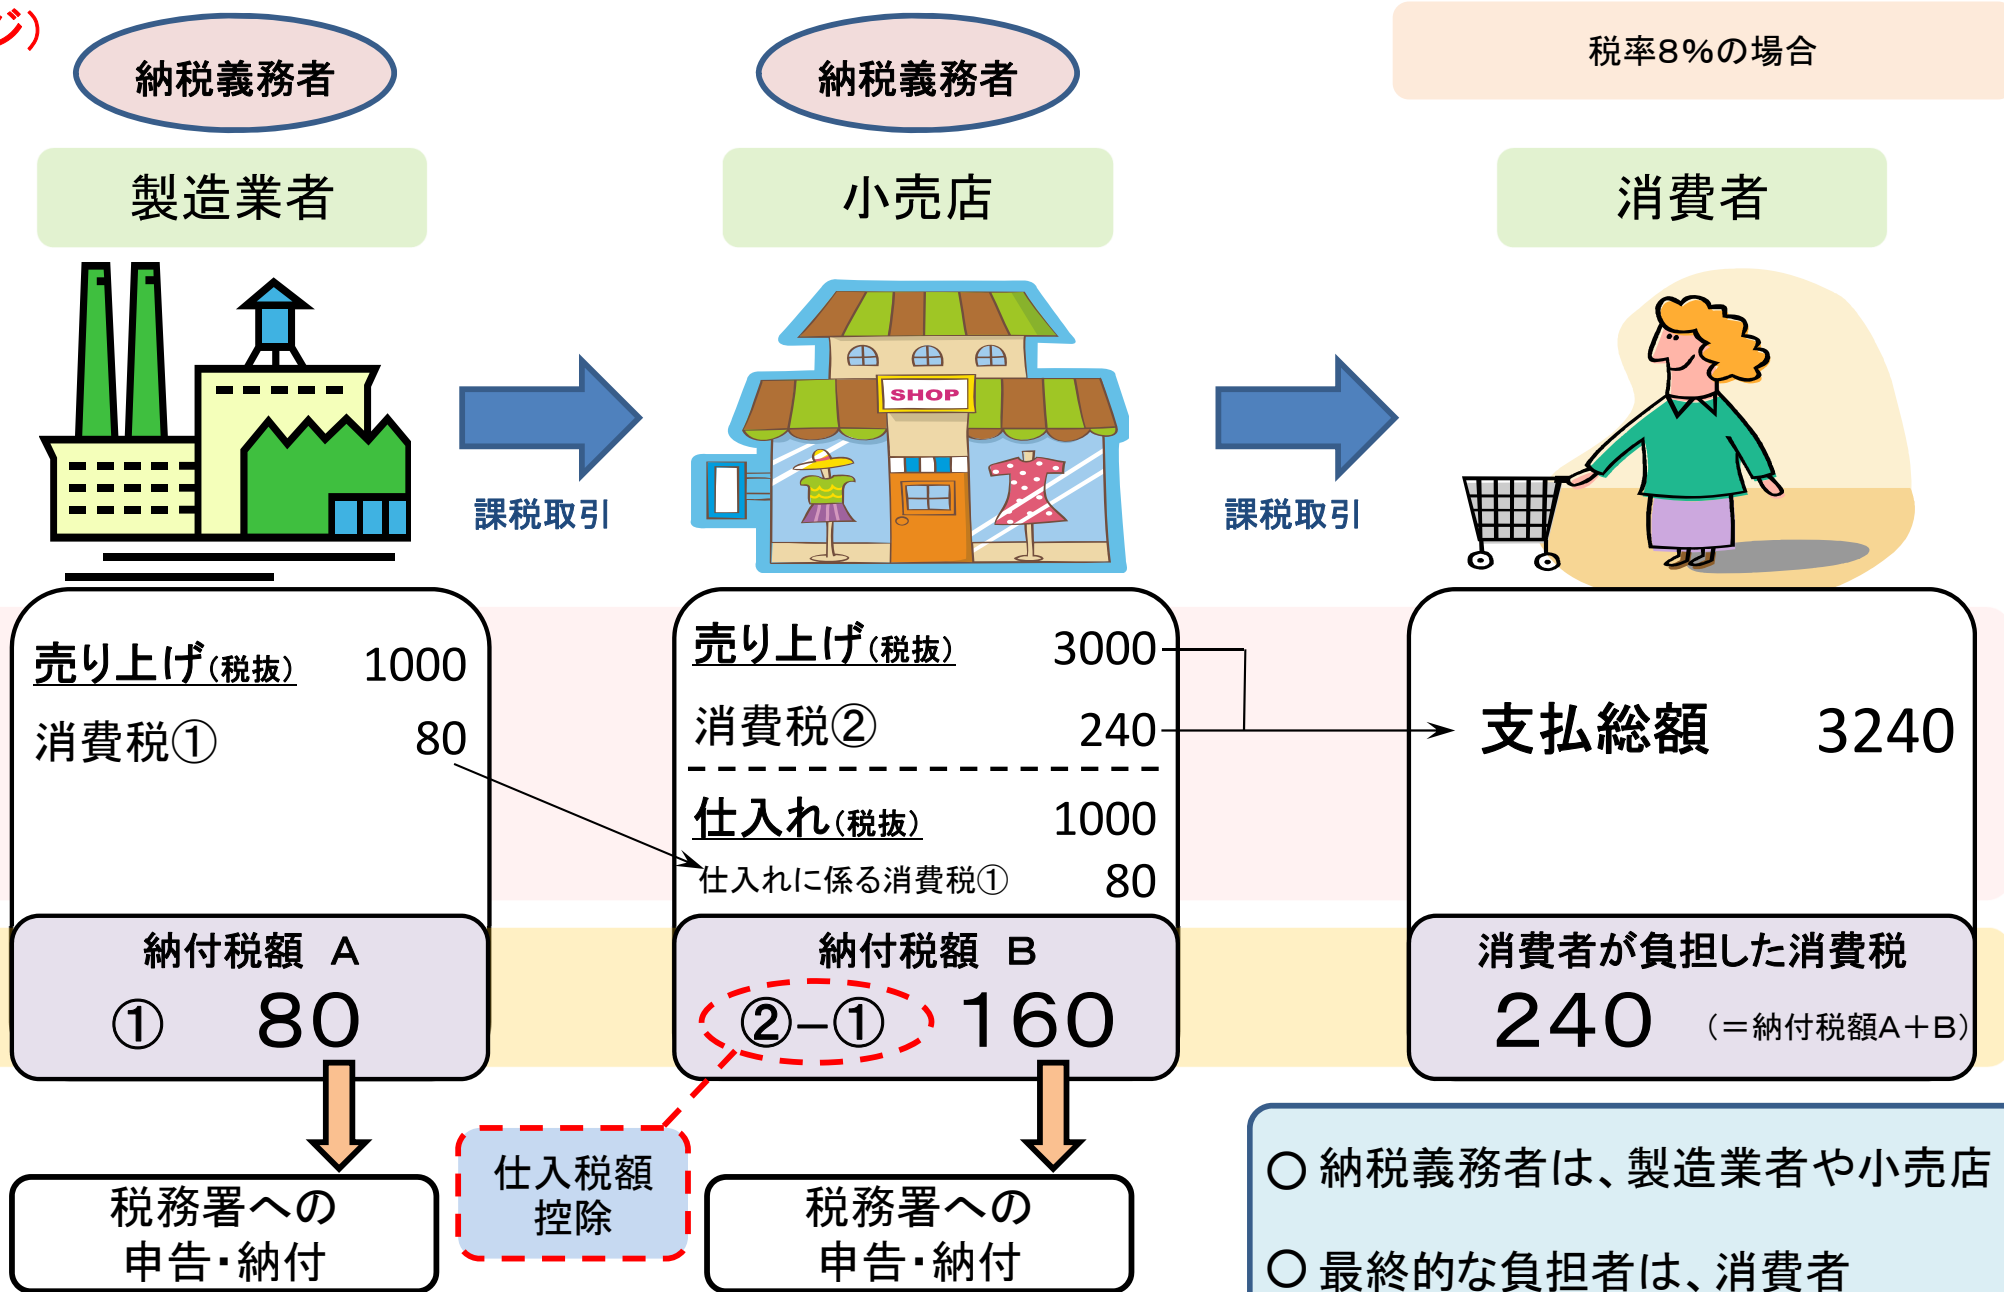 ジ）
納税義務者
納税義務者
税率8％の場合
製造業者
小売店
消費者
SHOP
課税取引
課税取引
売り上げ（税抜） 1000
消費税① 80
売り上げ（税抜） 3000
消費税② 240
仕入れ（税抜） 1000
仕入れに係る消費税① 80
支払総額 3240
納付税額 A
① 80
納付税額 B
②－① 160
消費者が負担した消費税
240 （＝納付税額A＋B）
仕入税額
控除
税務署への
申告・納付
税務署への
申告・納付
○ 納税義務者は、製造業者や小売店
○ 最終的な負担者は、消費者